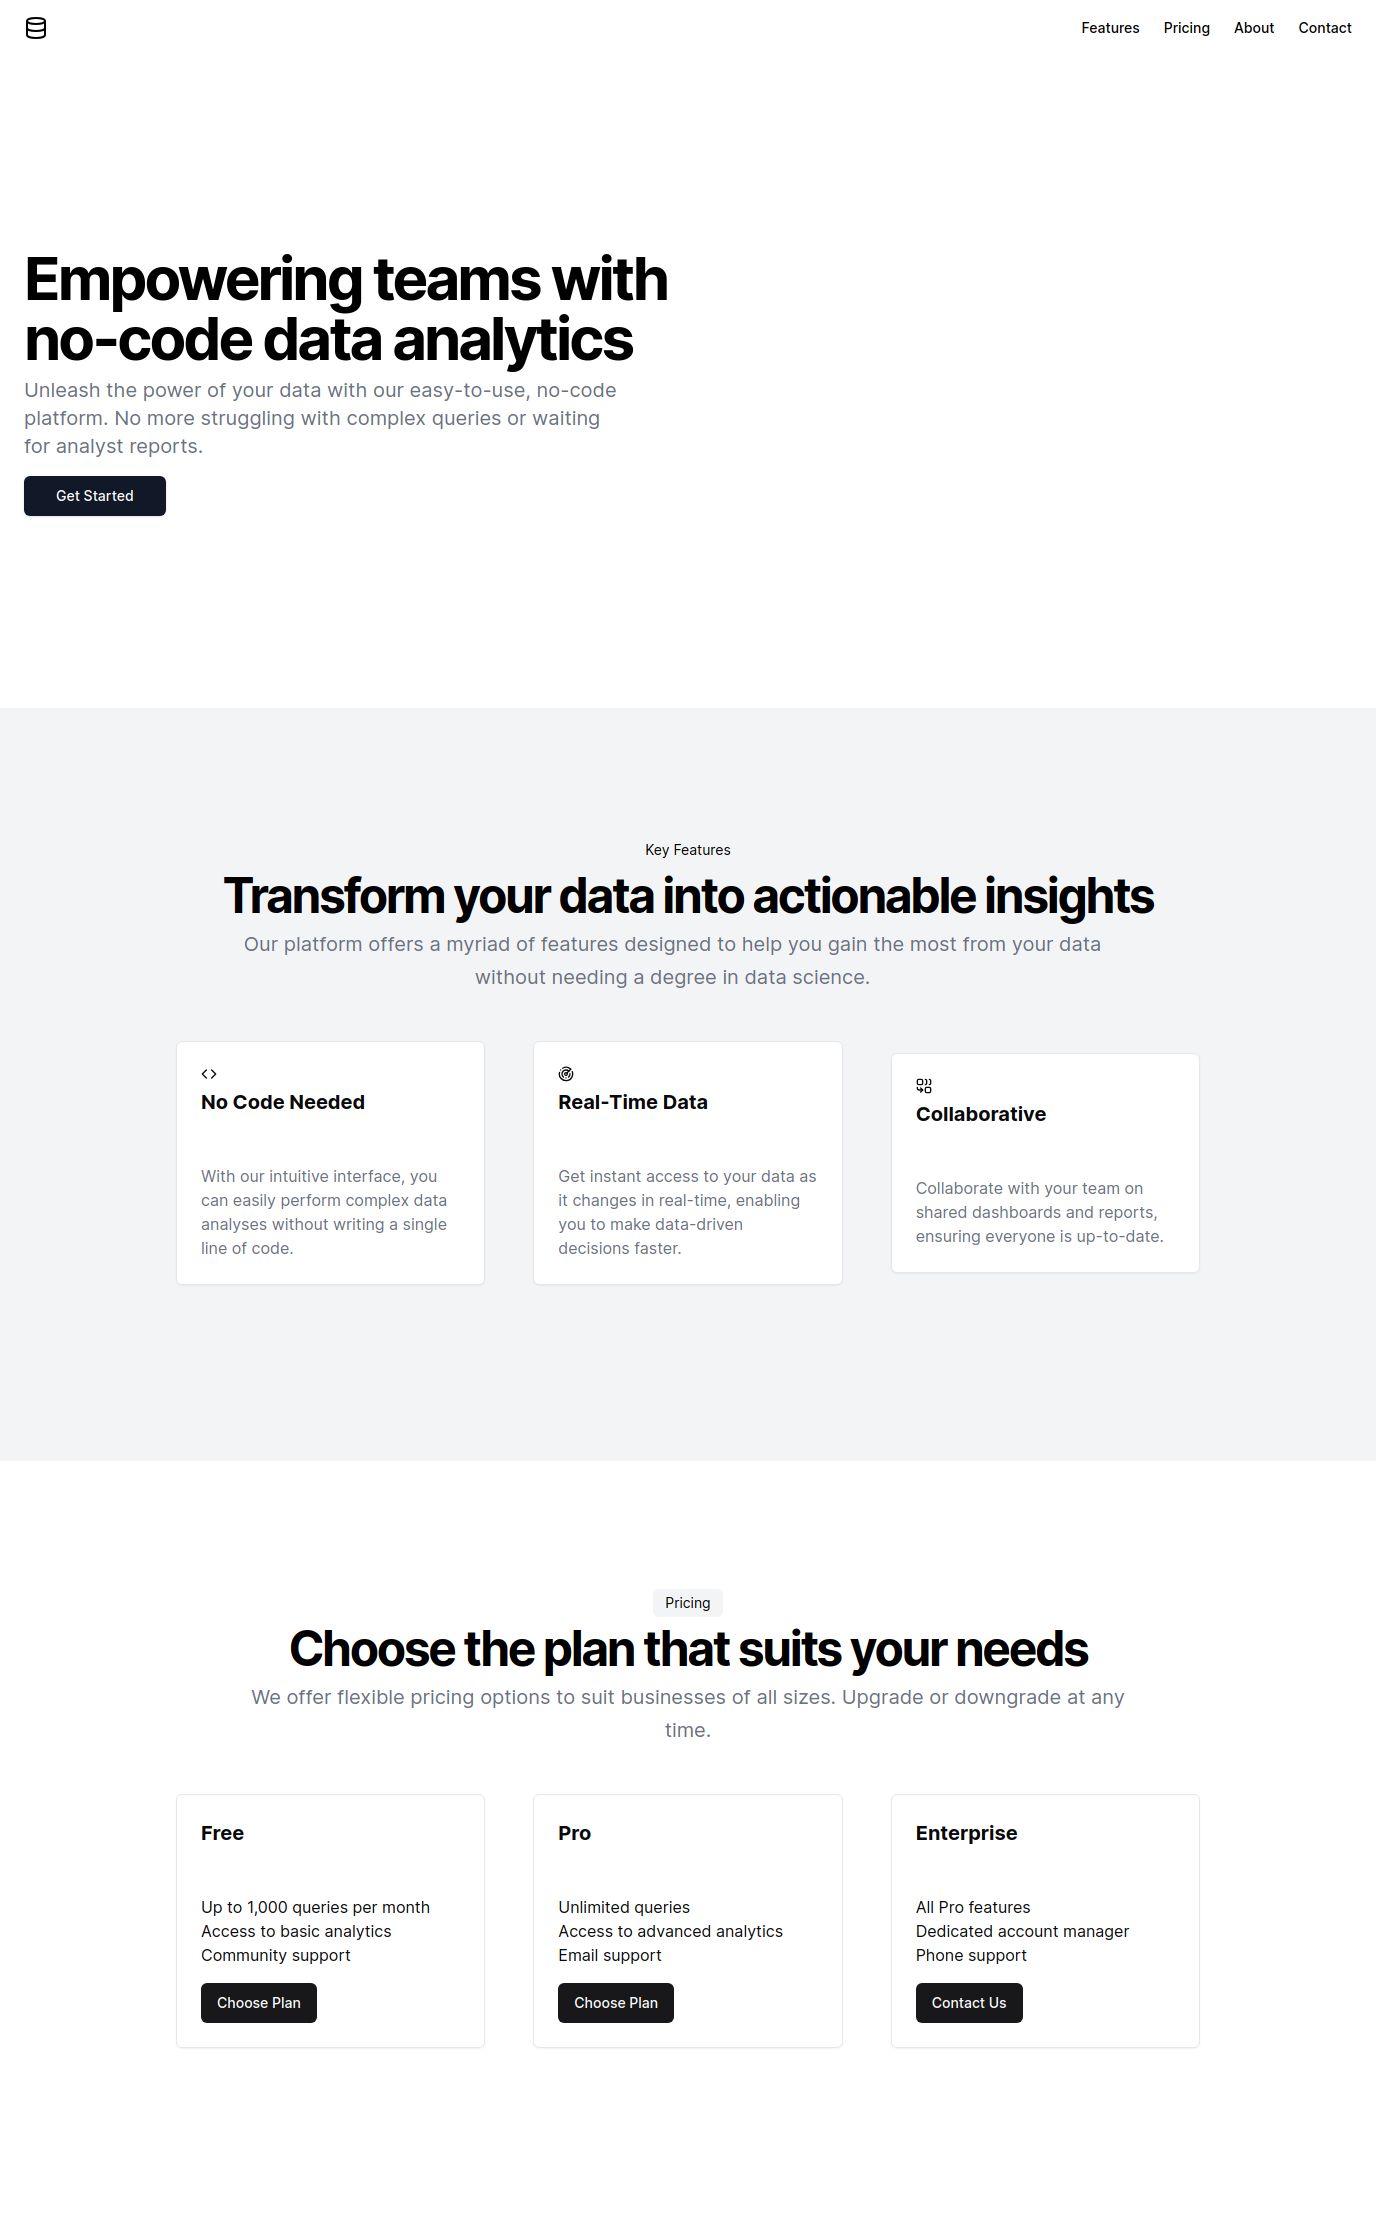 Features Pricing About Contact
Empowering teams with
no-code data analytics
Unleash the power of your data with our easy-to-use, no-code
platform. No more struggling with complex queries or waiting
for analyst reports.
Get Started
Key Features
Transform your data into actionable insights
Our platform offers a myriad of features designed to help you gain the most from your data
without needing a degree in data science.
No Code Needed
With our intuitive interface, you
can easily perform complex data
analyses without writing a single
line of code.
Real-Time Data
Get instant access to your data as
it changes in real-time, enabling
you to make data-driven
decisions faster.
Collaborative
Collaborate with your team on
shared dashboards and reports,
ensuring everyone is up-to-date.
Pricing
Choose the plan that suits your needs
We offer flexible pricing options to suit businesses of all sizes. Upgrade or downgrade at any
time.
Free
Up to 1,000 queries per month
Access to basic analytics
Community support
Choose Plan
Pro
Unlimited queries
Access to advanced analytics
Email support
Choose Plan
Enterprise
All Pro features
Dedicated account manager
Phone support
Contact Us